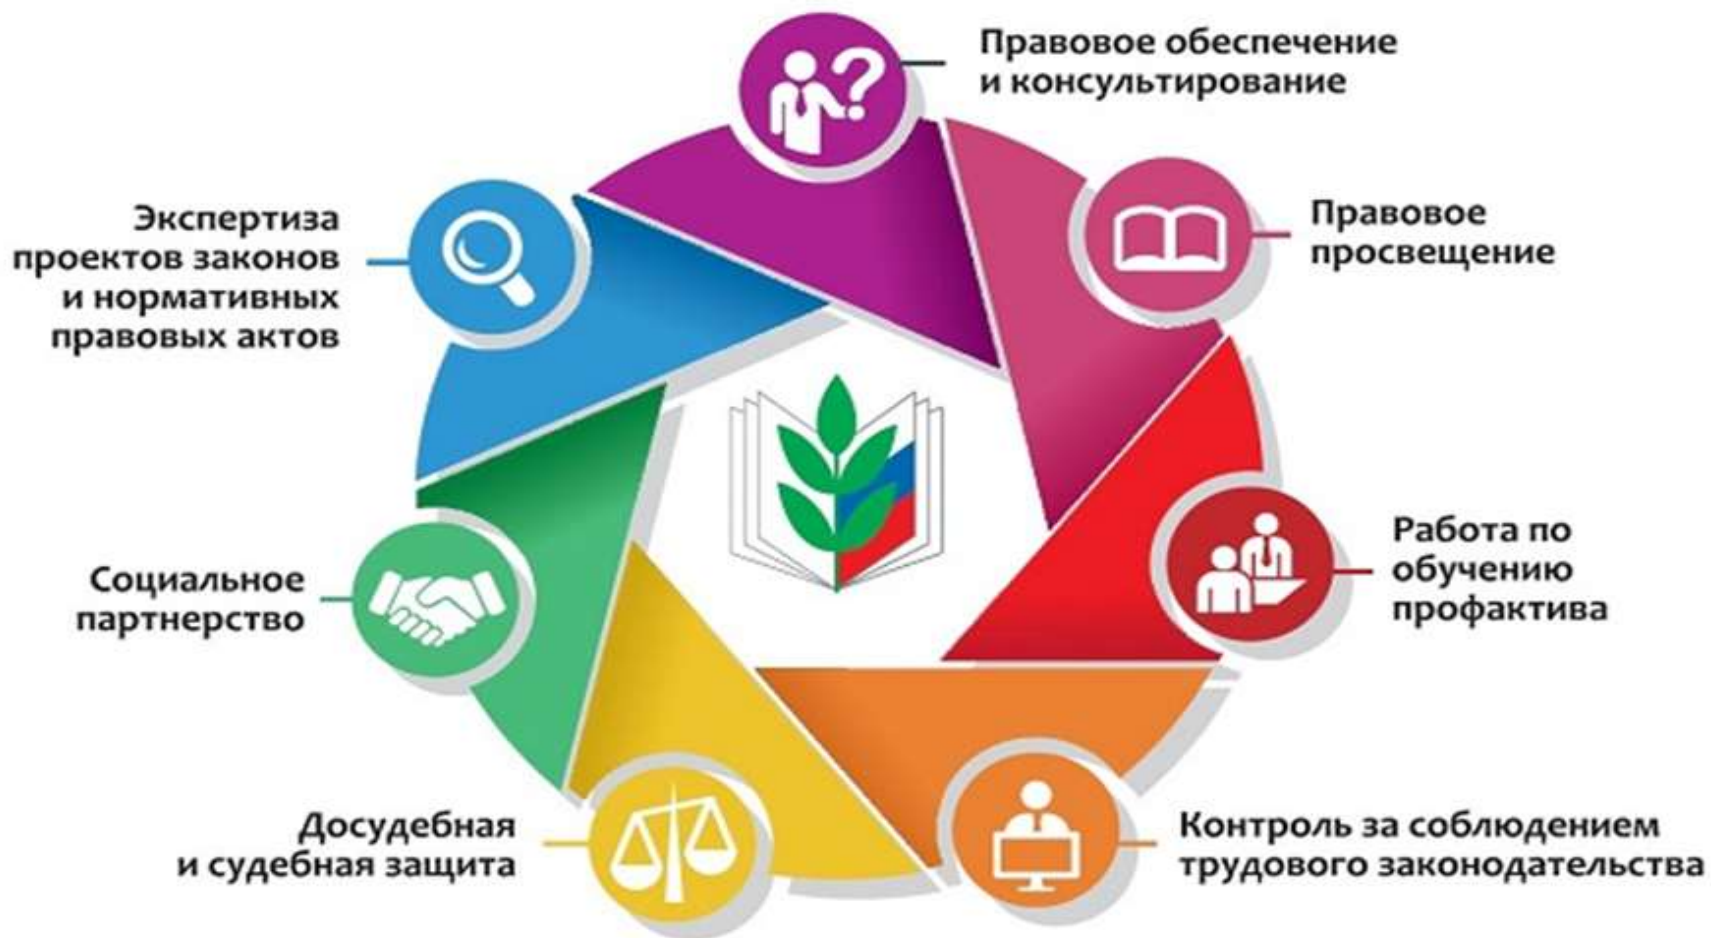 Правовое обеспечение
и консультирование
Правовое
просвещение
Работа по
обучению
профактива
Контроль за соблюдением
трудового законодательства
Досудебная
и судебная защита
Социальное
партнерство
Экспертиза
проектов законов
и нормативных
правовых актов